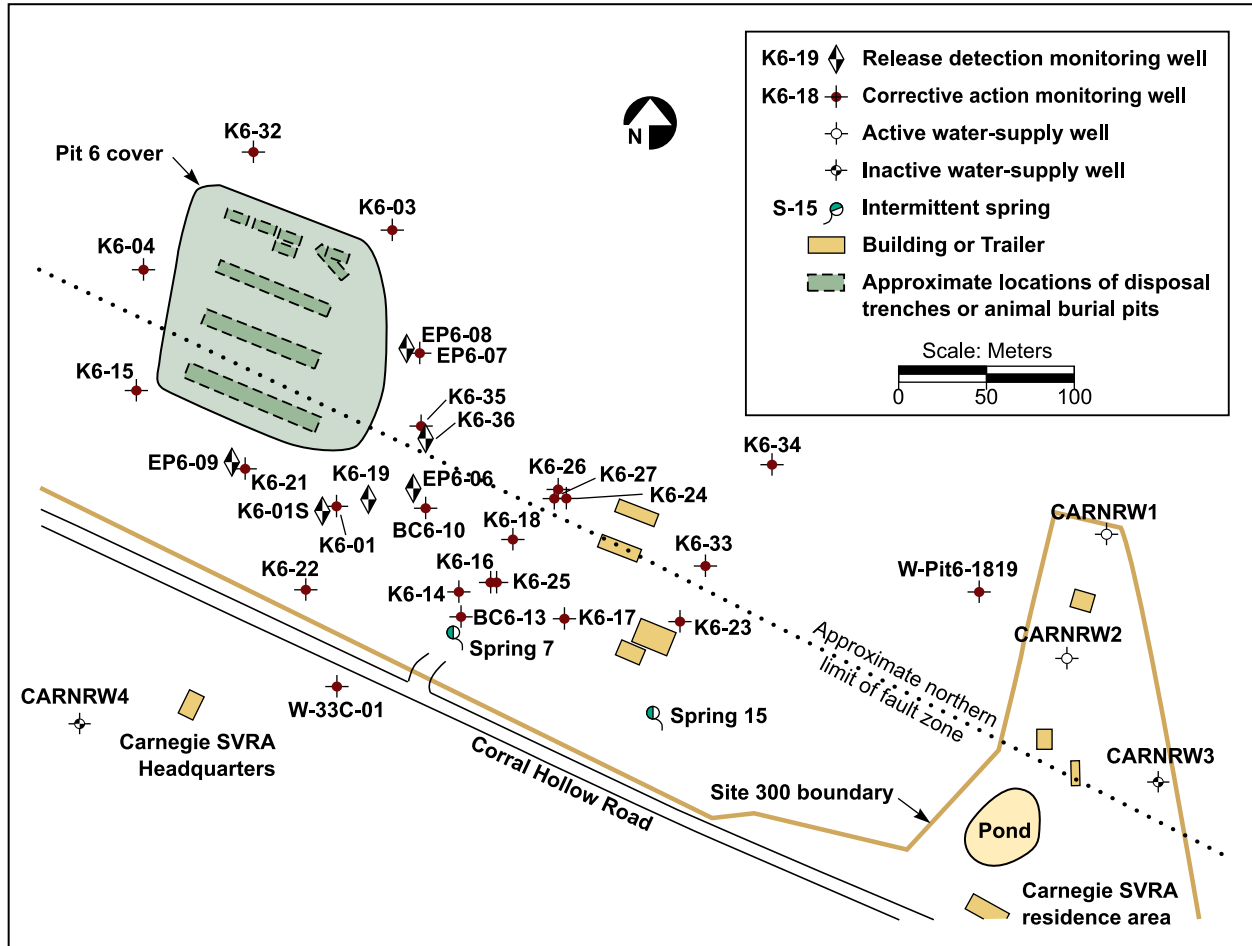 K6-19 Release detection monitoring well
K6-18 Corrective action monitoring well
Active water-supply well
Inactive water-supply well
S-15 Intermittent spring
Building or Trailer
Approximate locations of disposal
trenches or animal burial pits
Scale: Meters
0 50 100
N
K6-32
Pit 6 cover
K6-03
K6-04
EP6-08
EP6-07
K6-15
K6-35
K6-36
K6-34
EP6-09
K6-21
K6-19
EP6-06
K6-26
K6-27
K6-24
K6-01S
K6-01
BC6-10
K6-18
CARNRW1
K6-33
K6-22
K6-16
K6-25
K6-14
W-Pit6-1819
BC6-13
K6-17
K6-23
CARNRW2
Spring 7
Approximate northern
limit of fault zone
CARNRW4
W-33C-01
Spring 15
Carnegie SVRA
Headquarters
CARNRW3
Corral Hollow Road
Site 300 boundary
Pond
Carnegie SVRA
residence area